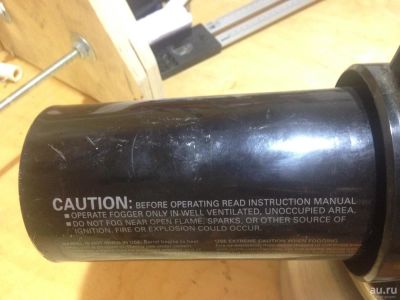 CAUTION: BEFORE OPERATING READ INSTRUCTION MANUAL
■ OPERATE FOGGER ONLY IN WELL VENTILATED, UNOCCUPIED AREA.
■ DO NOT FOG NEAR OPEN FLAME, SPARKS, OR OTHER SOURCE OF
IGNITION, FIRE OR EXPLOSION COULD OCCUR.
USE EXTREME CAUTION WHEN FOGGING
au.ru